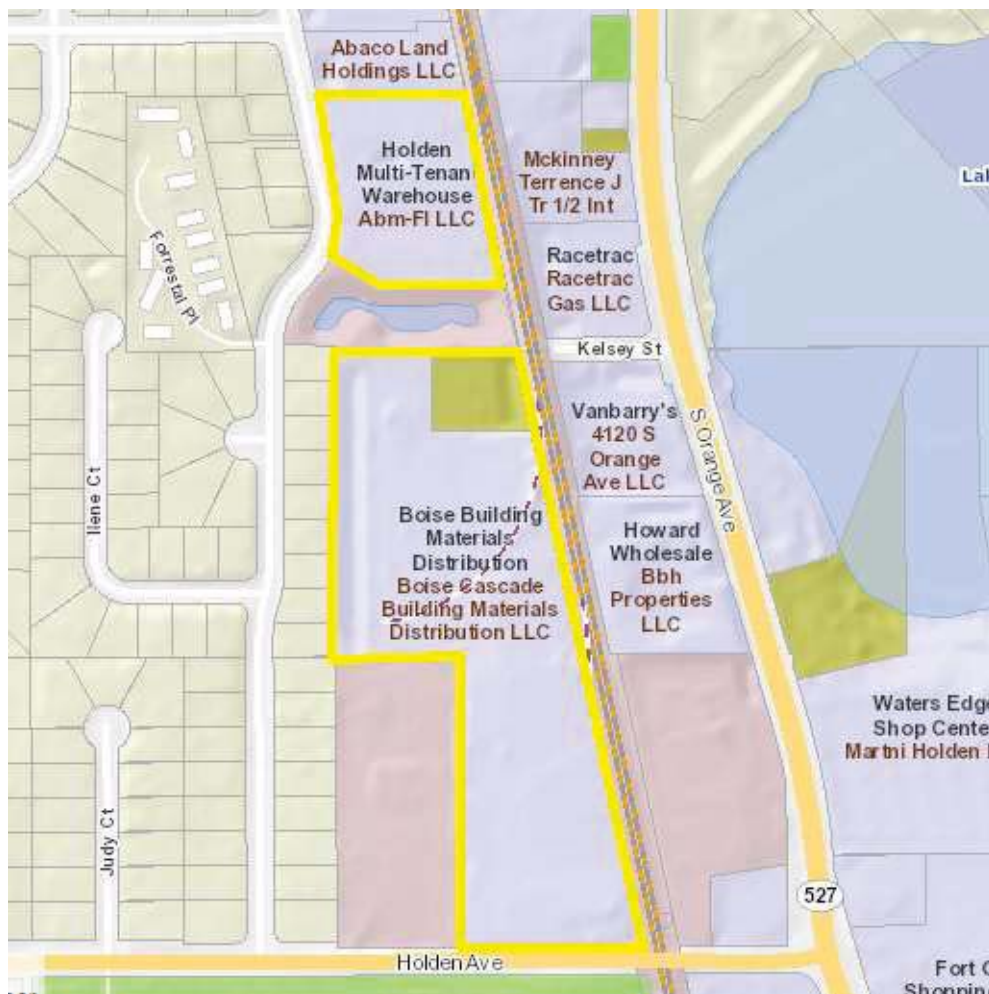 Abaco Land
Holdings LLC
Holden
Multi-Tenan
Warehouse
Abm-Fl LLC
Mckinney
Terrence J
Tr 1/2 Int
Lak
Racetrac
Racetrac
Gas LLC
Forrestal Pl
Kelsey St
Vanbarry's
4120 S
Orange
Ave LLC
S Orange Ave
Ilene Ct
Boise Building
Materials
Distribution
Boise Cascade
Building Materials
Distribution LLC
Howard
Wholesale
Bbh
Properties
LLC
Waters Edge
Shop Cente
Martni Holden
Judy Ct
527
Holden Ave
Fort
Shopping